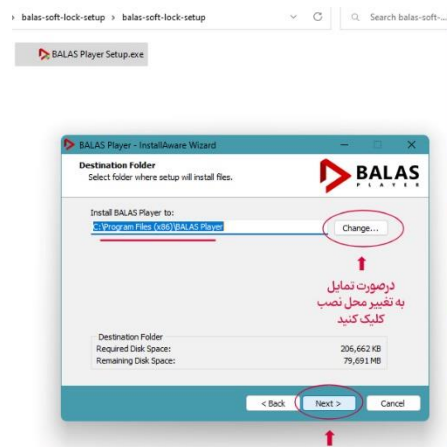 balas-soft-lock-setup > balas-soft-lock-setup
Search balas-soft-...
BALAS Player Setup.exe
BALAS Player - InstallAware Wizard
Destination Folder
Select folder where setup will install files.
BALAS
PLAYER
Install BALAS Player to:
C:\Program Files (x86)\BALAS Player
Change...
درصورت تمایل
به تغییر محل نصب
کلیک کنید
Destination Folder
Required Disk Space: 206,662 KB
Remaining Disk Space: 79,691 MB
< Back Next > Cancel